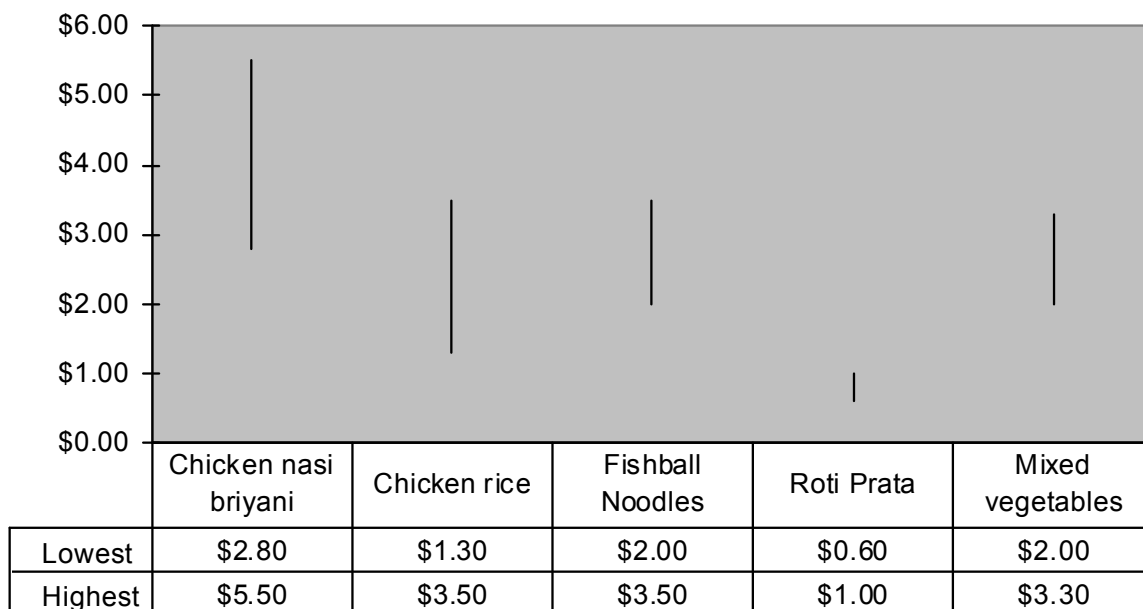 $6.00
$5.00
$4.00
$3.00
$2.00
$1.00
$0.00
Chicken nasi
briyani
Chicken rice
Fishball
Noodles
Roti Prata
Mixed
vegetables
Lowest $2.80 $1.30 $2.00 $0.60 $2.00
Highest $5.50 $3.50 $3.50 $1.00 $3.30